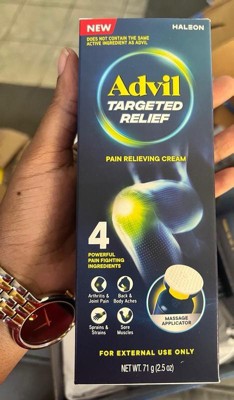 NEW
HALEON
DOES NOT CONTAIN THE SAME
ACTIVE INGREDIENT AS ADVIL
Advil
TARGETED
RELIEF
PAIN RELIEVING CREAM
4
POWERFUL
PAIN FIGHTING
INGREDIENTS
Arthritis &
Joint Pain
Back &
Body Aches
Sprains &
Strains
Sore
Muscles
MASSAGE
APPLICATOR
FOR EXTERNAL USE ONLY
NET WT. 71 g (2.5 oz)